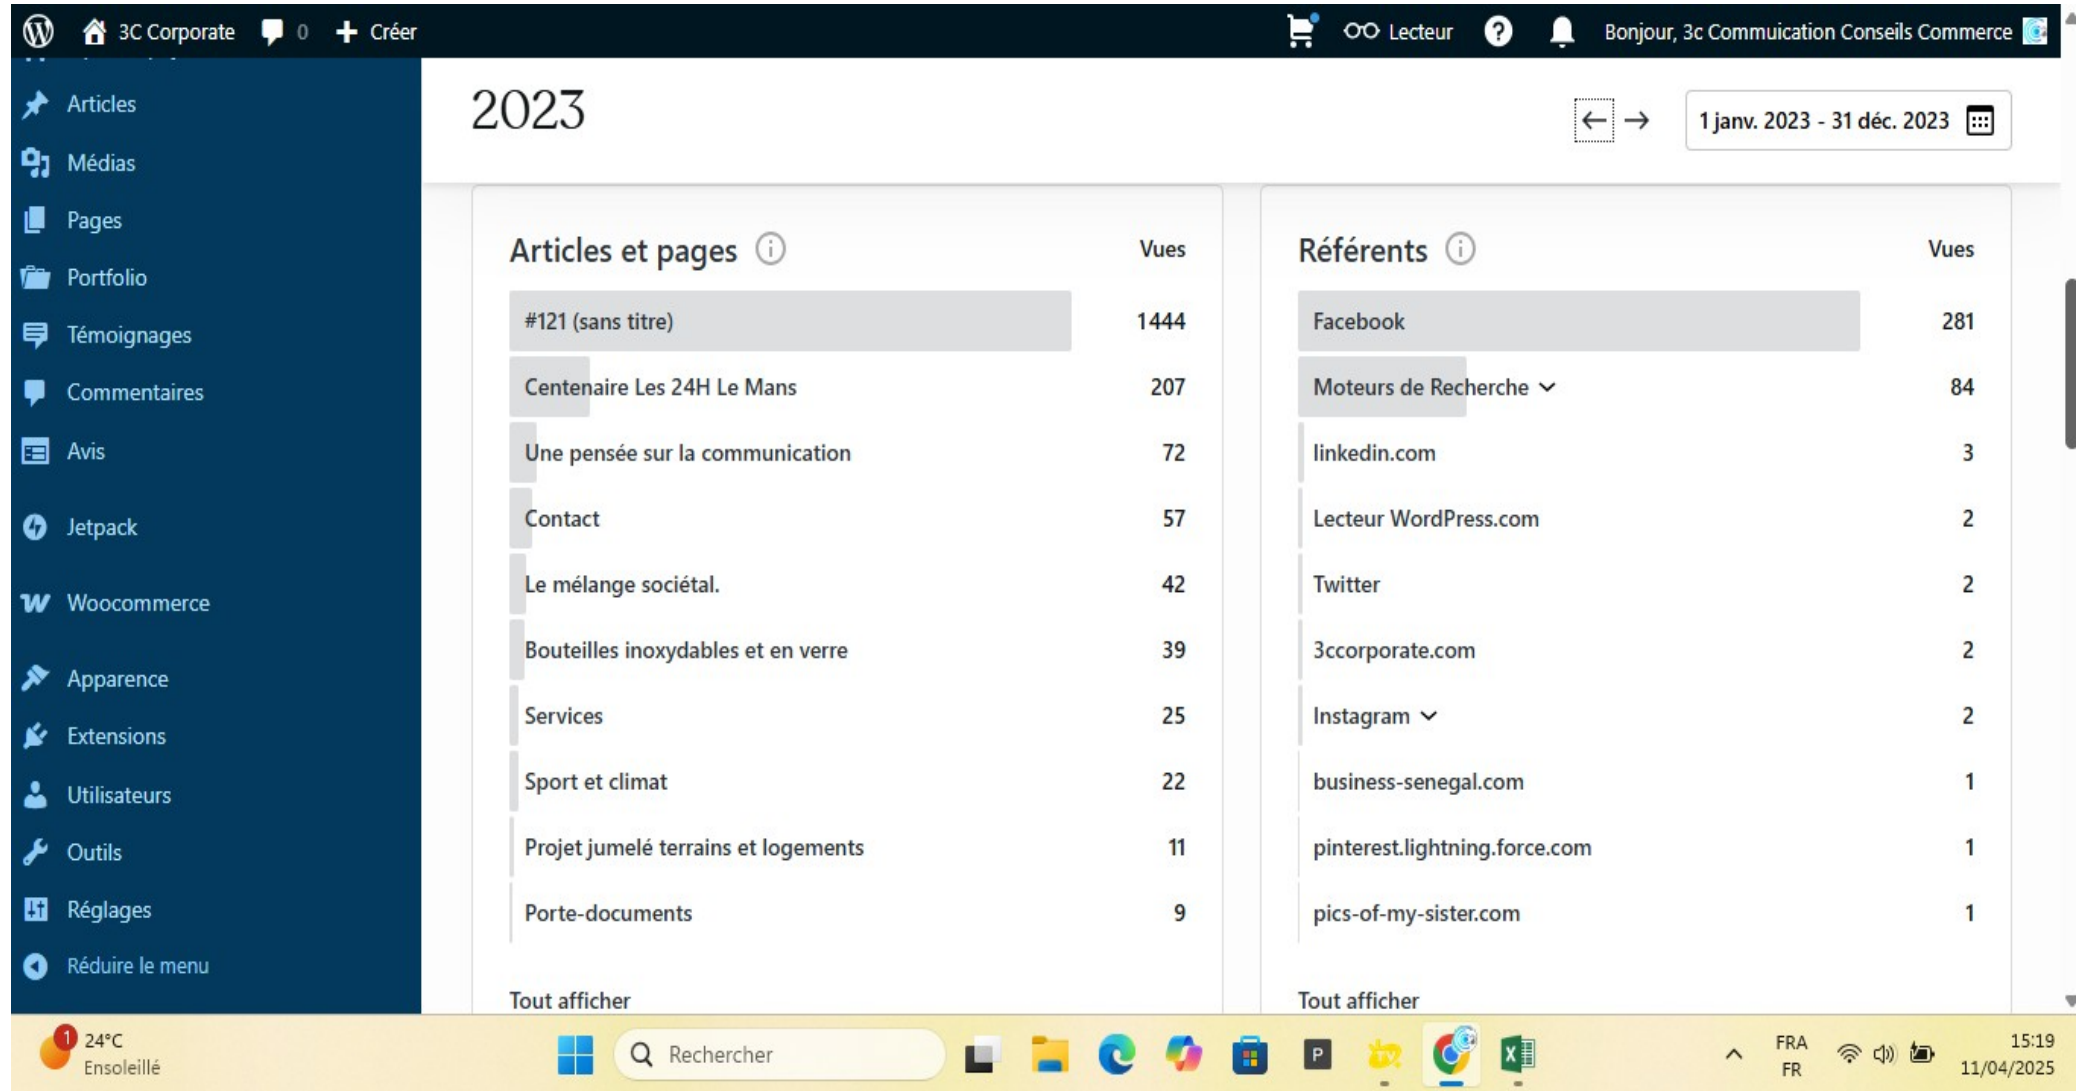 3C Corporate 0 Créer Lecteur Bonjour, 3c Commuication Conseils Commerce
Articles
Médias
Pages
Portfolio
Témoignages
Commentaires
Avis
Jetpack
Woocommerce
Apparence
Extensions
Utilisateurs
Outils
Réglages
Réduire le menu
2023
1 janv. 2023 - 31 déc. 2023
Articles et pages Vues
#121 (sans titre) 1444
Centenaire Les 24H Le Mans 207
Une pensée sur la communication 72
Contact 57
Le mélange sociétal. 42
Bouteilles inoxydables et en verre 39
Services 25
Sport et climat 22
Projet jumelé terrains et logements 11
Porte-documents 9
Tout afficher
Référents Vues
Facebook 281
Moteurs de Recherche 84
linkedin.com 3
Lecteur WordPress.com 2
Twitter 2
3ccorporate.com 2
Instagram 2
business-senegal.com 1
pinterest.lightning.force.com 1
pics-of-my-sister.com 1
Tout afficher
1
24°C
Ensoleillé
Rechercher
FRA
FR
15:19
11/04/2025